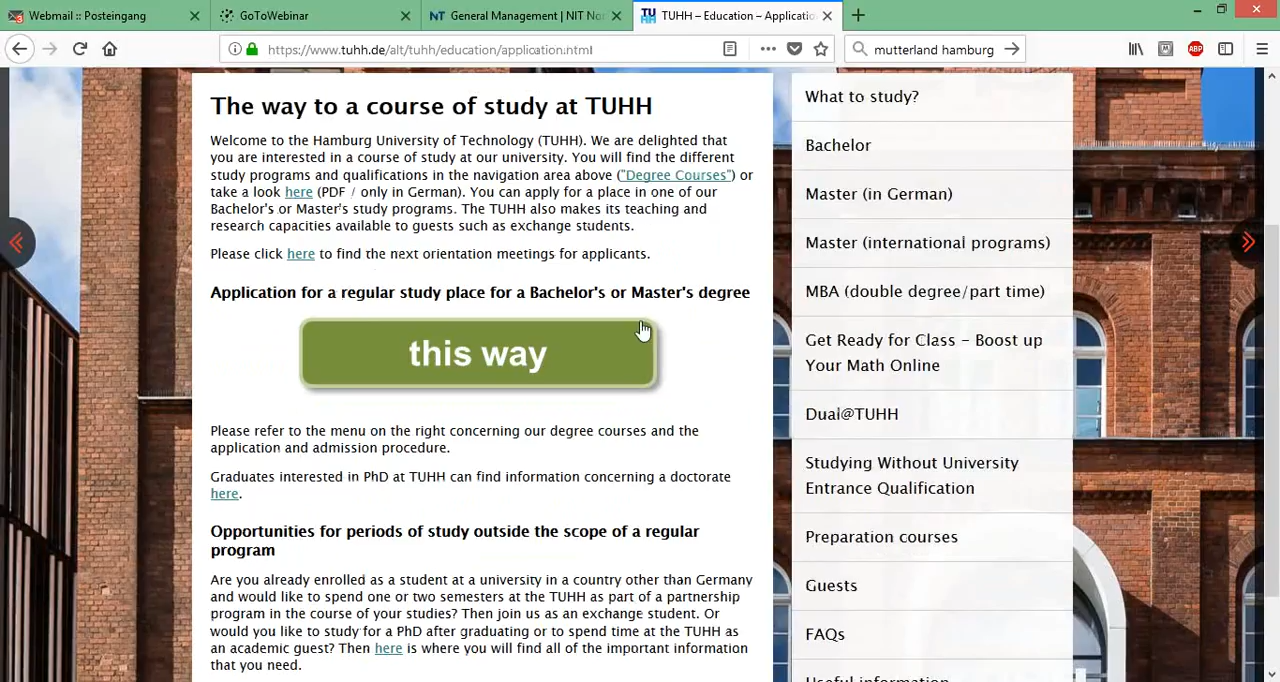 Webmail :: Posteingang
GoToWebinar
General Management | NIT Nor
TUHH – Education – Applicatio
https://www.tuhh.de/alt/tuhh/education/application.html
mutterland hamburg
ABP
The way to a course of study at TUHH
Welcome to the Hamburg University of Technology (TUHH). We are delighted that
you are interested in a course of study at our university. You will find the different
study programs and qualifications in the navigation area above ("Degree Courses") or
take a look here (PDF / only in German). You can apply for a place in one of our
Bachelor's or Master's study programs. The TUHH also makes its teaching and
research capacities available to guests such as exchange students.
Please click here to find the next orientation meetings for applicants.
Application for a regular study place for a Bachelor's or Master's degree
this way
Please refer to the menu on the right concerning our degree courses and the
application and admission procedure.
Graduates interested in PhD at TUHH can find information concerning a doctorate
here.
Opportunities for periods of study outside the scope of a regular
program
Are you already enrolled as a student at a university in a country other than Germany
and would like to spend one or two semesters at the TUHH as part of a partnership
program in the course of your studies? Then join us as an exchange student. Or
would you like to study for a PhD after graduating or to spend time at the TUHH as
an academic guest? Then here is where you will find all of the important information
that you need.
What to study?
Bachelor
Master (in German)
Master (international programs)
MBA (double degree/part time)
Get Ready for Class – Boost up
Your Math Online
Dual@TUHH
Studying Without University
Entrance Qualification
Preparation courses
Guests
FAQs
Useful information